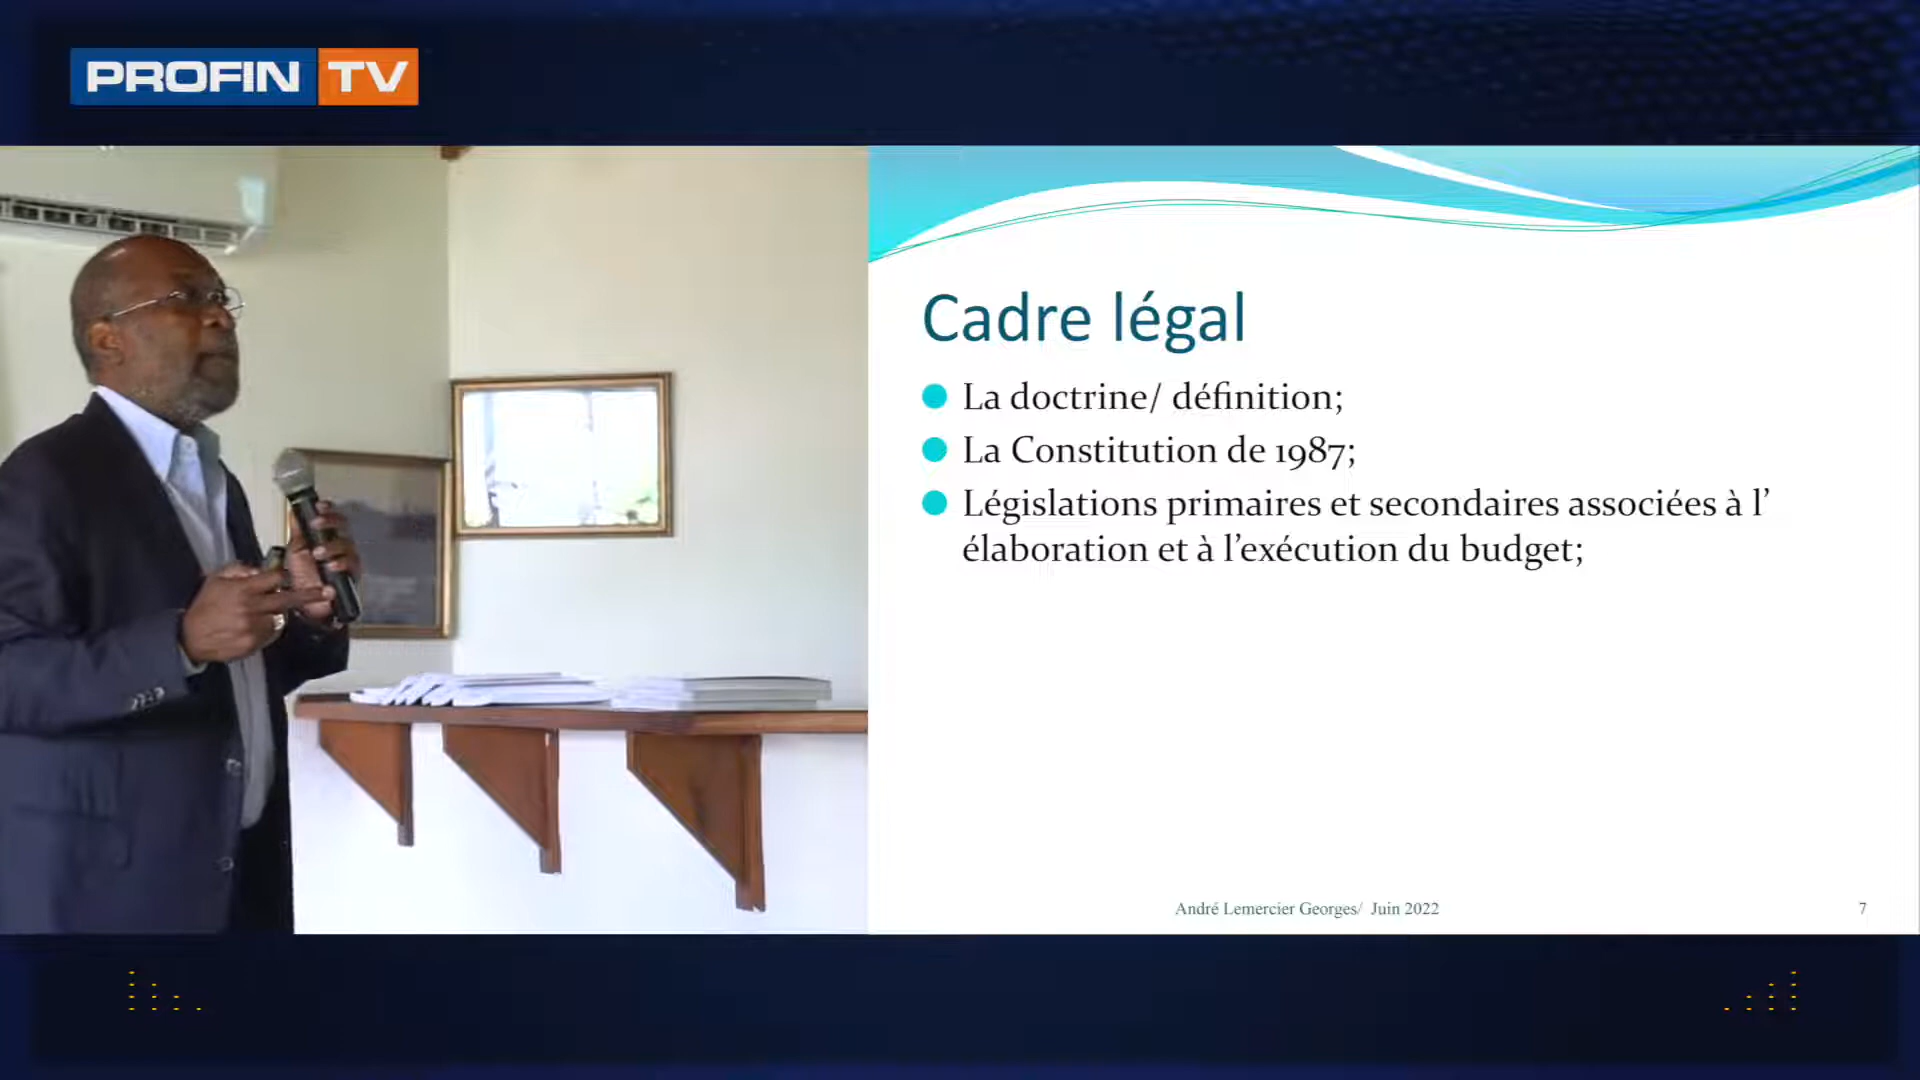 PROFIN TV
Cadre légal
La doctrine/ définition;
La Constitution de 1987;
Législations primaires et secondaires associées à l’
élaboration et à l’exécution du budget;
André Lemercier Georges/ Juin 2022
7